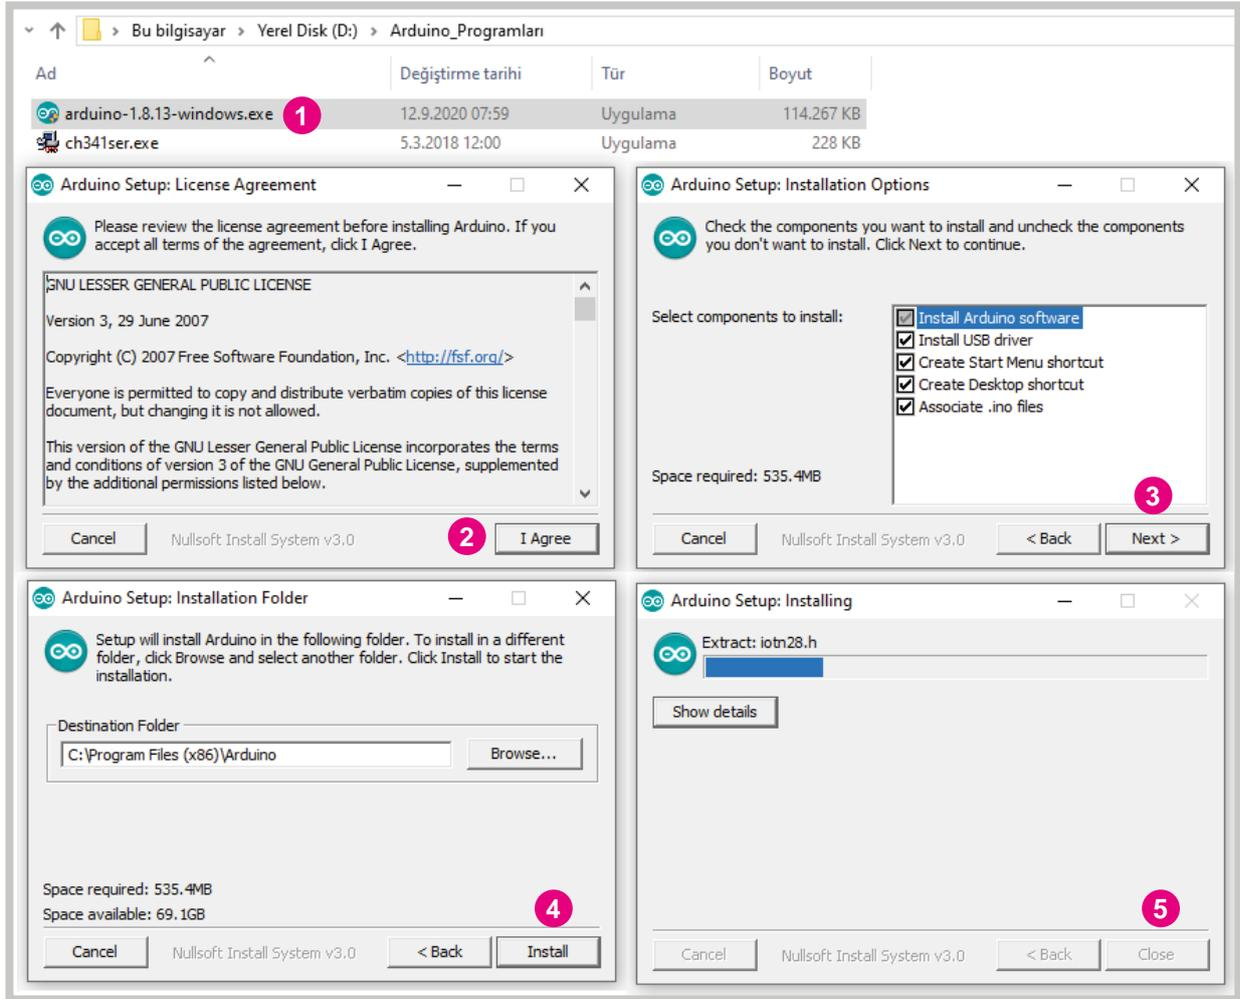 Bu bilgisayar > Yerel Disk (D:) > Arduino_Programları
Ad Değiştirme tarihi Tür Boyut
arduino-1.8.13-windows.exe 1 12.9.2020 07:59 Uygulama 114.267 KB
ch341ser.exe 5.3.2018 12:00 Uygulama 228 KB
Arduino Setup: License Agreement
Please review the license agreement before installing Arduino. If you
accept all terms of the agreement, click I Agree.
GNU LESSER GENERAL PUBLIC LICENSE
Version 3, 29 June 2007
Copyright (C) 2007 Free Software Foundation, Inc. <http://fsf.org/>
Everyone is permitted to copy and distribute verbatim copies of this license
document, but changing it is not allowed.
This version of the GNU Lesser General Public License incorporates the terms
and conditions of version 3 of the GNU General Public License, supplemented
by the additional permissions listed below.
Cancel Nullsoft Install System v3.0 2 I Agree
Arduino Setup: Installation Options
Check the components you want to install and uncheck the components
you don't want to install. Click Next to continue.
Select components to install:
Install Arduino software
Install USB driver
Create Start Menu shortcut
Create Desktop shortcut
Associate .ino files
Space required: 535.4MB
3
Cancel Nullsoft Install System v3.0 < Back Next >
Arduino Setup: Installation Folder
Setup will install Arduino in the following folder. To install in a different
folder, click Browse and select another folder. Click Install to start the
installation.
Destination Folder
C:\Program Files (x86)\Arduino Browse...
Space required: 535.4MB
Space available: 69.1GB
4
Cancel Nullsoft Install System v3.0 < Back Install
Arduino Setup: Installing
Extract: iotn28.h
Show details
5
Cancel Nullsoft Install System v3.0 < Back Close